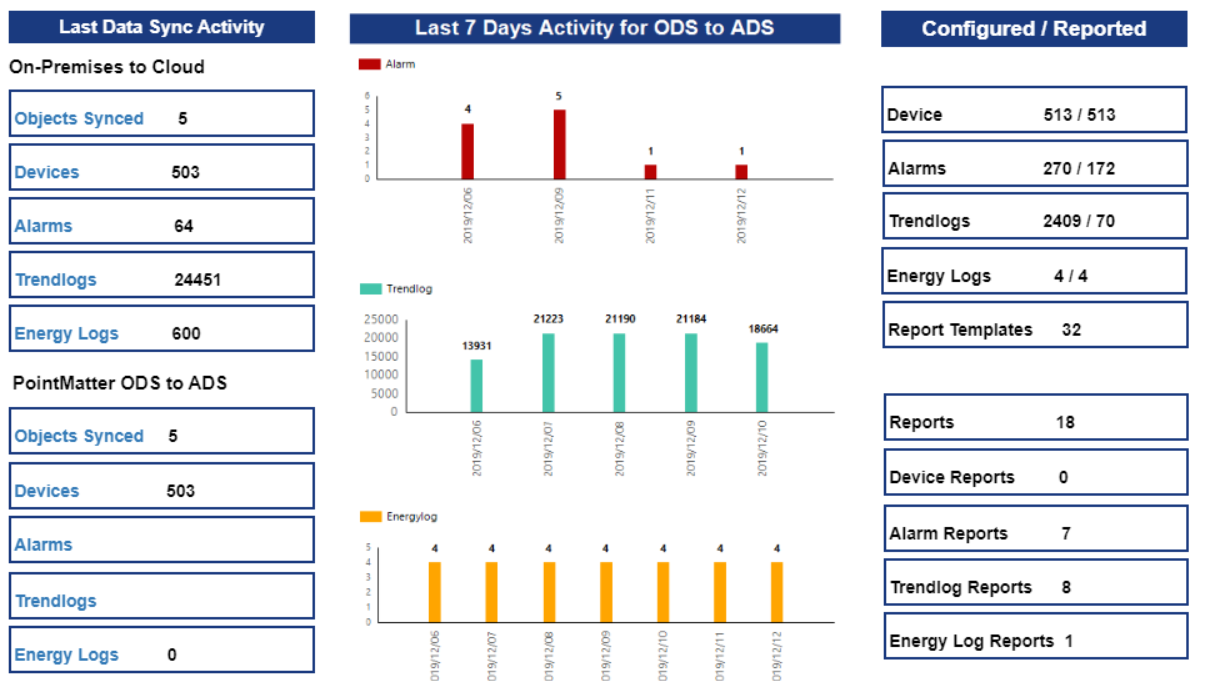 Last Data Sync Activity
On-Premises to Cloud
Objects Synced 5
Devices 503
Alarms 64
Trendlogs 24451
Energy Logs 600
PointMatter ODS to ADS
Objects Synced 5
Devices 503
Alarms
Trendlogs
Energy Logs 0
Last 7 Days Activity for ODS to ADS
Alarm
6
5
4
3
2
1
0
4 5 1 1
2019/12/06 2019/12/09 2019/12/11 2019/12/12
Trendlog
25000
20000
15000
10000
5000
0
13931 21223 21190 21184 18664
2019/12/06 2019/12/07 2019/12/08 2019/12/09 2019/12/10
Energylog
5
4
3
2
1
0
4 4 4 4 4 4 4
019/12/06 019/12/07 019/12/08 019/12/09 019/12/10 019/12/11 019/12/12
Configured / Reported
Device 513 / 513
Alarms 270 / 172
Trendlogs 2409 / 70
Energy Logs 4 / 4
Report Templates 32
Reports 18
Device Reports 0
Alarm Reports 7
Trendlog Reports 8
Energy Log Reports 1